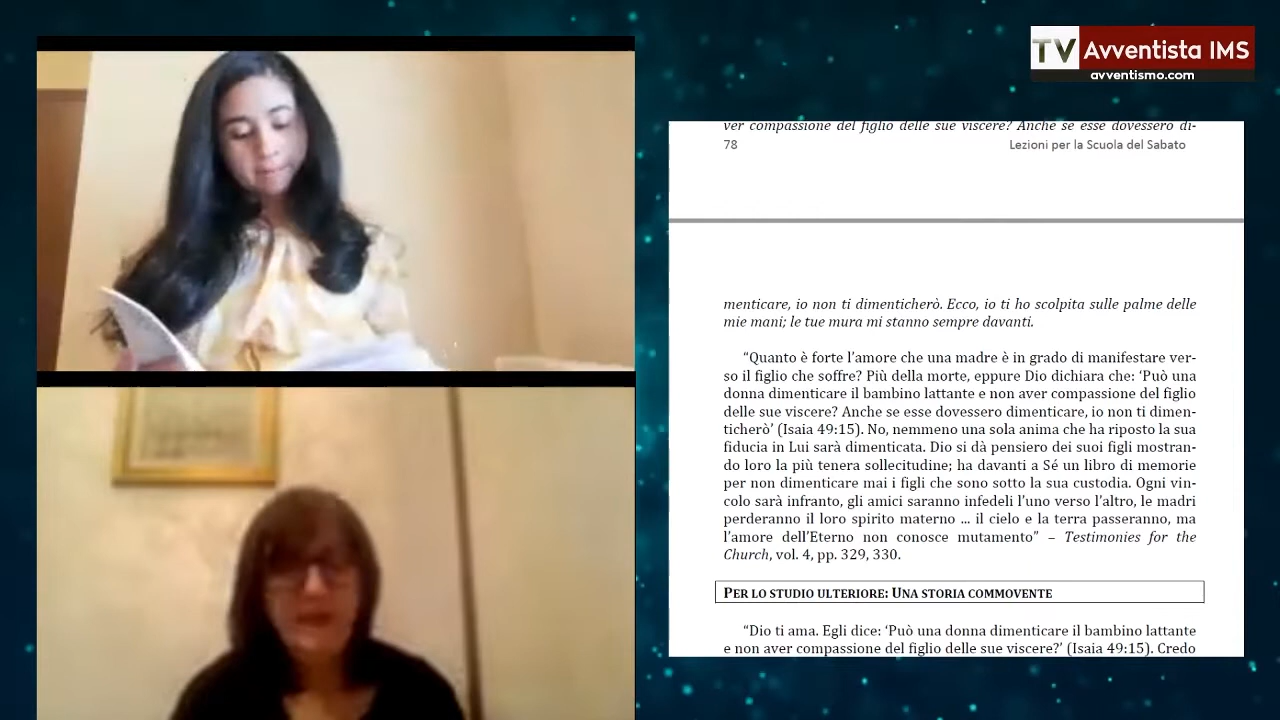 TV Avventista IMS
avventismo.com
ver compassione del figlio delle sue viscere? Anche se esse dovessero di-
78 Lezioni per la Scuola del Sabato
menticare, io non ti dimenticherò. Ecco, io ti ho scolpita sulle palme delle
mie mani; le tue mura mi stanno sempre davanti.
“Quanto è forte l’amore che una madre è in grado di manifestare ver-
so il figlio che soffre? Più della morte, eppure Dio dichiara che: ‘Può una
donna dimenticare il bambino lattante e non aver compassione del figlio
delle sue viscere? Anche se esse dovessero dimenticare, io non ti dimen-
ticherò’ (Isaia 49:15). No, nemmeno una sola anima che ha riposto la sua
fiducia in Lui sarà dimenticata. Dio si dà pensiero dei suoi figli mostran-
do loro la più tenera sollecitudine; ha davanti a Sé un libro di memorie
per non dimenticare mai i figli che sono sotto la sua custodia. Ogni vin-
colo sarà infranto, gli amici saranno infedeli l’uno verso l’altro, le madri
perderanno il loro spirito materno ... il cielo e la terra passeranno, ma
l’amore dell’Eterno non conosce mutamento” – Testimonies for the
Church, vol. 4, pp. 329, 330.
PER LO STUDIO ULTERIORE: UNA STORIA COMMOVENTE
“Dio ti ama. Egli dice: ‘Può una donna dimenticare il bambino lattante
e non aver compassione del figlio delle sue viscere?’ (Isaia 49:15). Credo